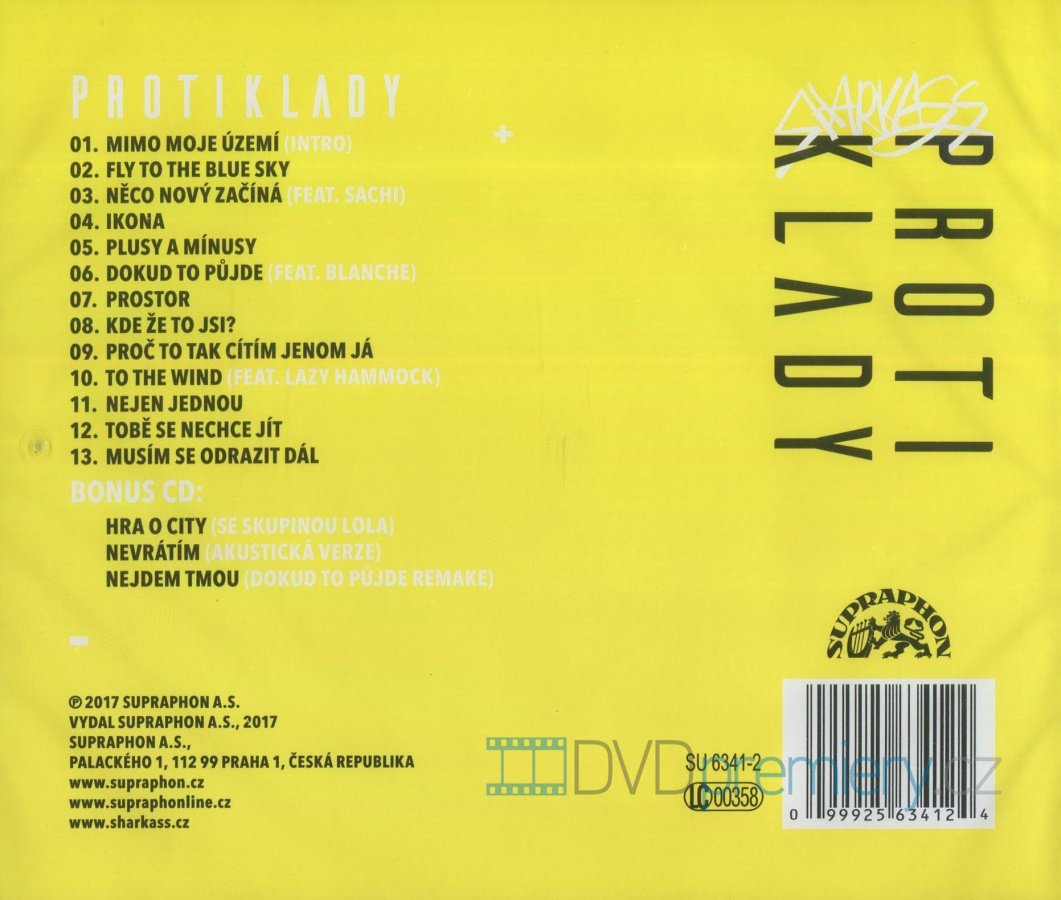 PROTIKLADY
+
01. MIMO MOJE ÚZEMÍ (INTRO)
02. FLY TO THE BLUE SKY
03. NĚCO NOVÝ ZAČÍNÁ (FEAT. SACHI)
04. IKONA
05. PLUSY A MÍNUSY
06. DOKUD TO PŮJDE (FEAT. BLANCHE)
07. PROSTOR
08. KDE ŽE TO JSI?
09. PROČ TO TAK CÍTÍM JENOM JÁ
10. TO THE WIND (FEAT. LAZY HAMMOCK)
11. NEJEN JEDNOU
12. TOBĚ SE NECHCE JÍT
13. MUSÍM SE ODRAZIT DÁL
BONUS CD:
HRA O CITY (SE SKUPINOU LOLA)
NEVRÁTÍM (AKUSTICKÁ VERZE)
NEJDEM TMOU (DOKUD TO PŮJDE REMAKE)
-
℗ 2017 SUPRAPHON A.S.
VYDAL SUPRAPHON A.S., 2017
SUPRAPHON A.S.,
PALACKÉHO 1, 112 99 PRAHA 1, ČESKÁ REPUBLIKA
www.supraphon.cz
www.supraphonline.cz
www.sharkass.cz
SHARKASS
PROTI
KLADY
SUPRAPHON
SU 6341-2
LC 00358
DVDpremiery.cz
0 99925 63412 4